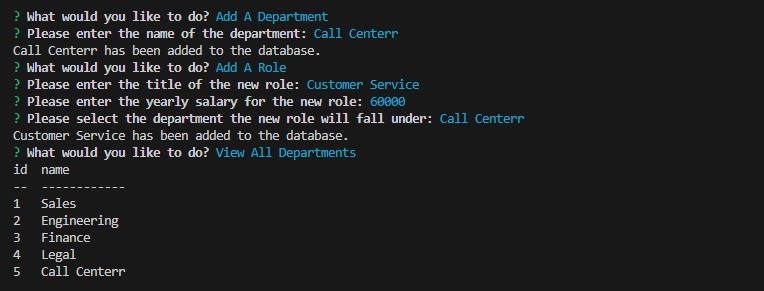 ? What would you like to do? Add A Department
? Please enter the name of the department: Call Centerr
Call Centerr has been added to the database.
? What would you like to do? Add A Role
? Please enter the title of the new role: Customer Service
? Please enter the yearly salary for the new role: 60000
? Please select the department the new role will fall under: Call Centerr
Customer Service has been added to the database.
? What would you like to do? View All Departments
id  name
--  ------------
1   Sales
2   Engineering
3   Finance
4   Legal
5   Call Centerr